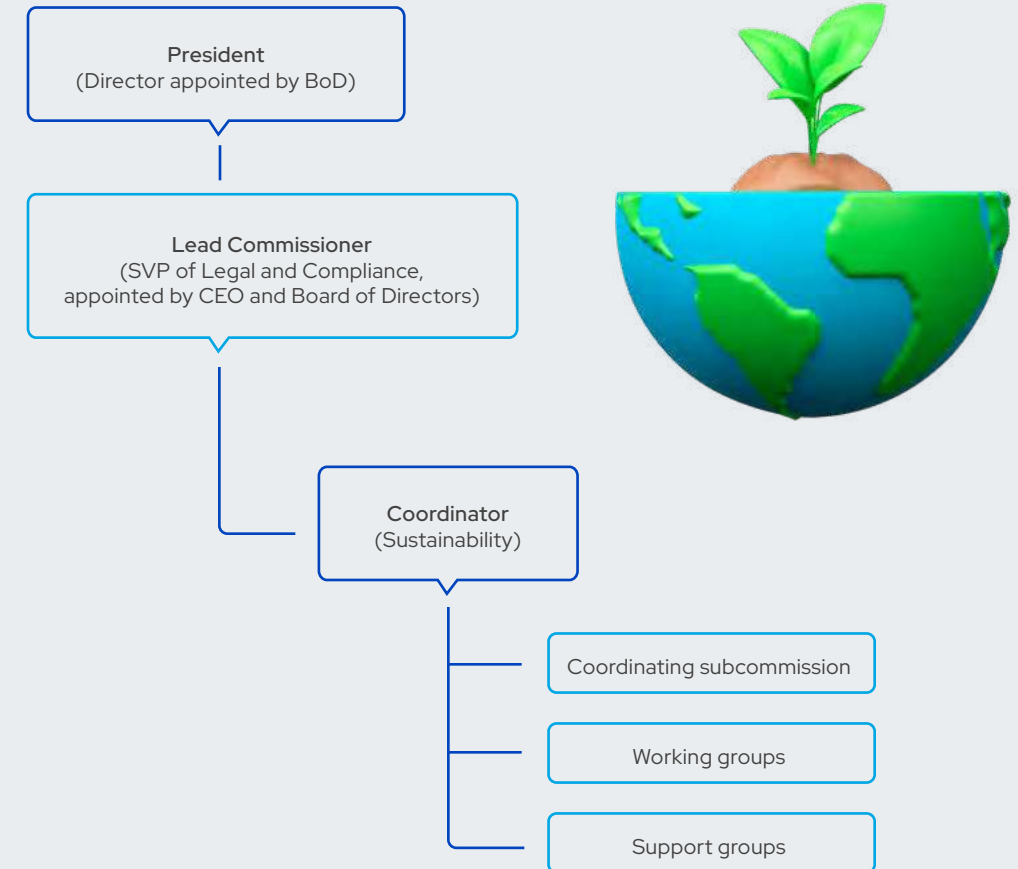 President
(Director appointed by BoD)
Lead Commissioner
(SVP of Legal and Compliance,
appointed by CEO and Board of Directors)
Coordinator
(Sustainability)
Coordinating subcommission
Working groups
Support groups